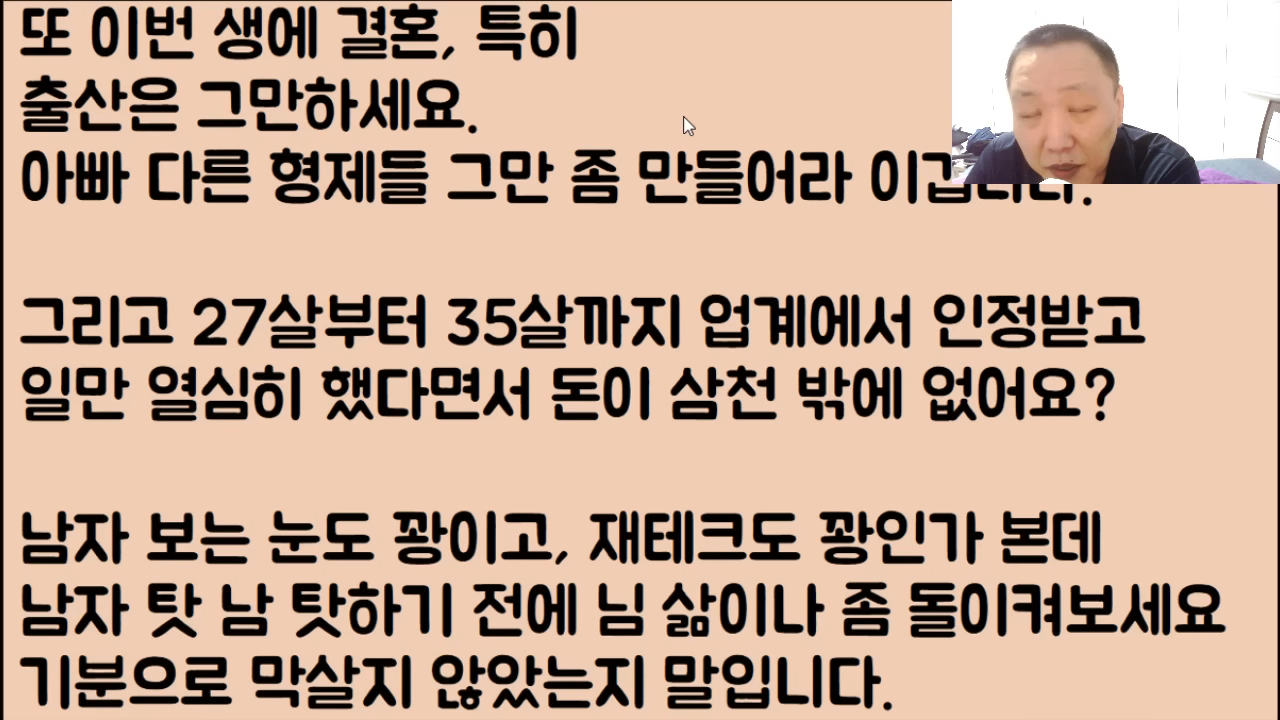 또 이번 생에 결혼, 특히
출산은 그만하세요.
아빠 다른 형제들 그만 좀 만들어라 이겁니다.
그리고 27살부터 35살까지 업계에서 인정받고
일만 열심히 했다면서 돈이 삼천 밖에 없어요?
남자 보는 눈도 꽝이고, 재테크도 꽝인가 본데
남자 탓 남 탓하기 전에 님 삶이나 좀 돌이켜보세요
기분으로 막살지 않았는지 말입니다.